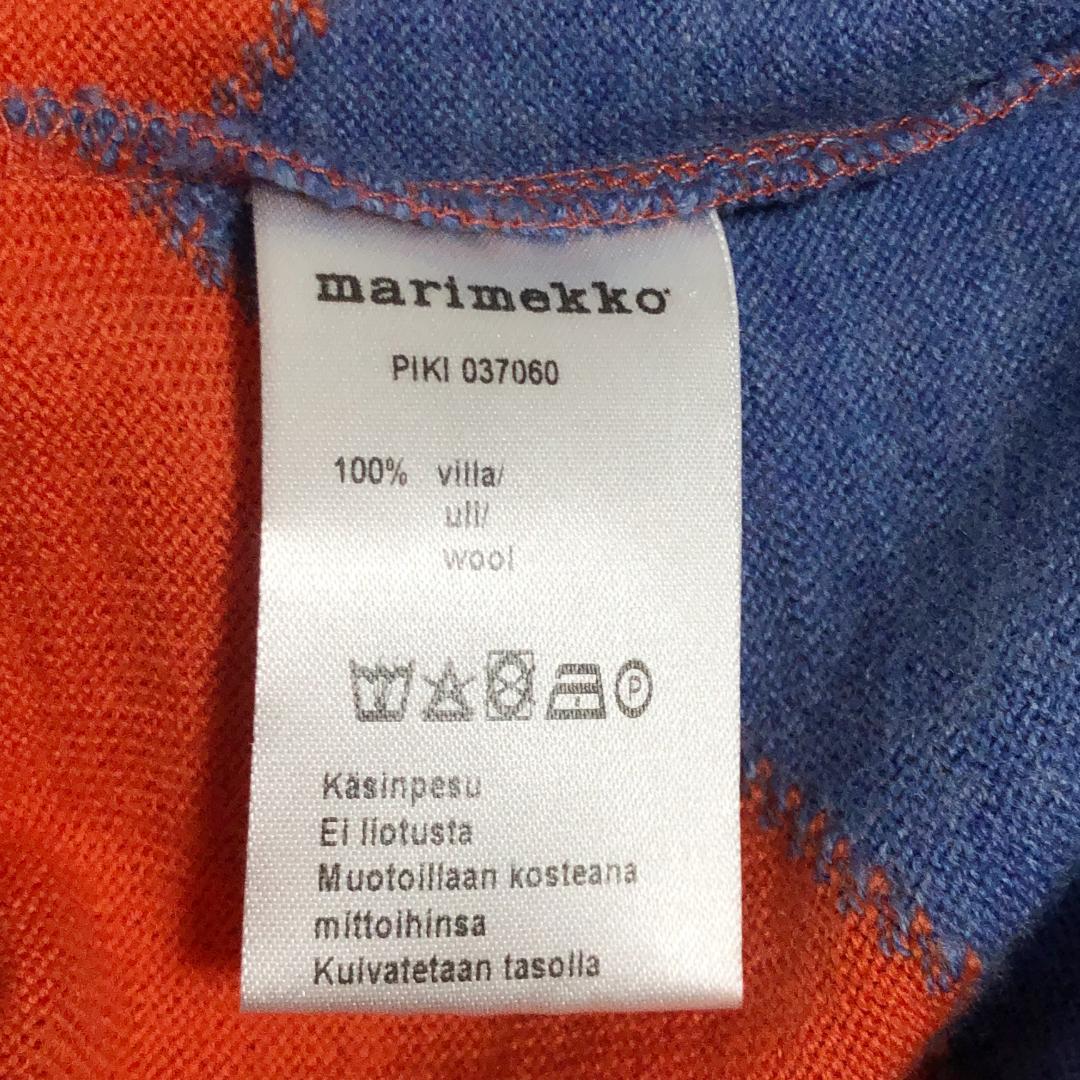 marimekko
PIKI 037060
100% villa/
ull/
wool
P
Käsinpesu
Ei liotusta
Muotoillaan kosteana
mittoihinsa
Kuivatetaan tasolla